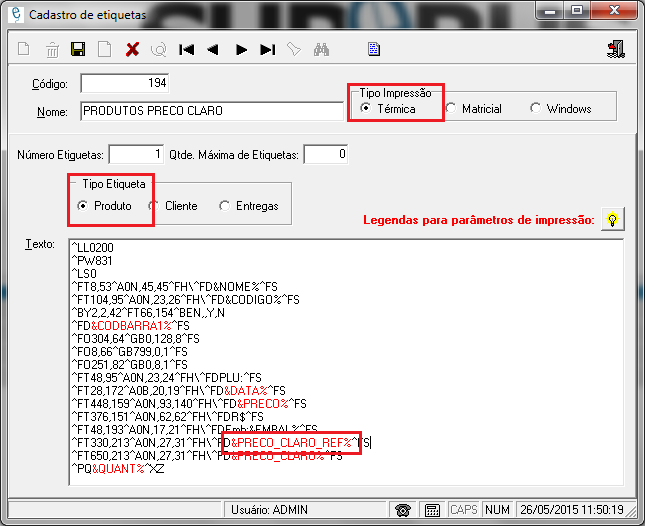 Cadastro de etiquetas
Código: 194
Nome: PRODUTOS PRECO CLARO
Tipo Impressão
Térmica Matricial Windows
Número Etiguetas: 1 Qtde. Máxima de Etiquetas: 0
Tipo Etiqueta
Produto Cliente Entregas
Legendas para parâmetros de impressão:
Texto:
^LL0200
^PW831
^LS0
^FT8,53^A0N,45,45^FH\^FD&NOME%^FS
^FT104,95^A0N,23,26^FH\^FD&CODIGO%^FS
^BY2,2,42^FT66,154^BEN,,Y,N
^FD&CODBARRA1%^FS
^FO304,64^GB0,128,8^FS
^FO8,66^GB799,0,1^FS
^FO251,82^GB0,8,1^FS
^FT48,95^A0N,23,24^FH\^FDPLU:^FS
^FT28,172^A0B,20,19^FH\^FD&DATA%^FS
^FT448,159^A0N,93,140^FH\^FD&PRECO%^FS
^FT376,151^A0N,62,62^FH\^FDR$^FS
^FT48,193^A0N,17,21^FH\^FDEmb:&EMBAL%^FS
^FT330,213^A0N,27,31^FH\^FD&PRECO_CLARO_REF%^FS
^FT650,213^A0N,27,31^FH\^FD&PRECO_CLARO%^FS
^PQ&QUANT%^XZ
Usuário: ADMIN CAPS NUM 26/05/2015 11:50:19